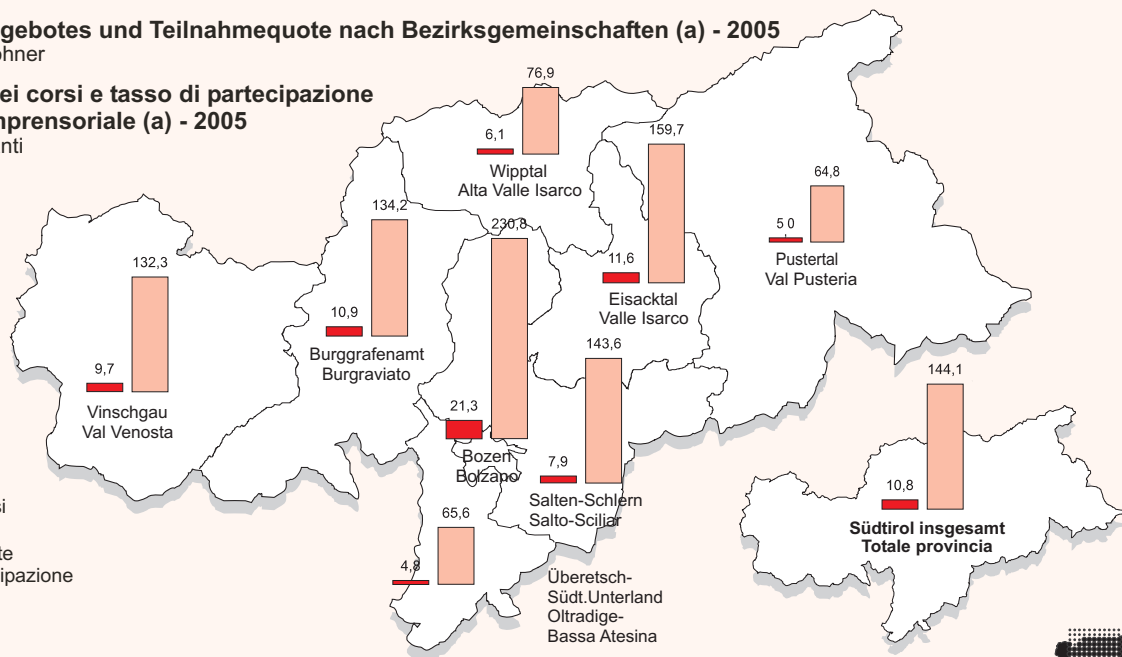 gebotes und Teilnahmequote nach Bezirksgemeinschaften (a) - 2005
ohner
ei corsi e tasso di partecipazione
mprensoriale (a) - 2005
nti
76,9
6,1
Wipptal
Alta Valle Isarco
159,7
11,6
Eisacktal
Valle Isarco
64,8
5 0
Pustertal
Val Pusteria
134,2
10,9
Burggrafenamt
Burgraviato
132,3
9,7
Vinschgau
Val Venosta
230,8
21,3
Bozen
Bolzano
143,6
7,9
Salten-Schlern
Salto-Sciliar
65,6
4,8
Überetsch-
Südt.Unterland
Oltradige-
Bassa Atesina
144,1
10,8
Südtirol insgesamt
Totale provincia
si
te
cipazione